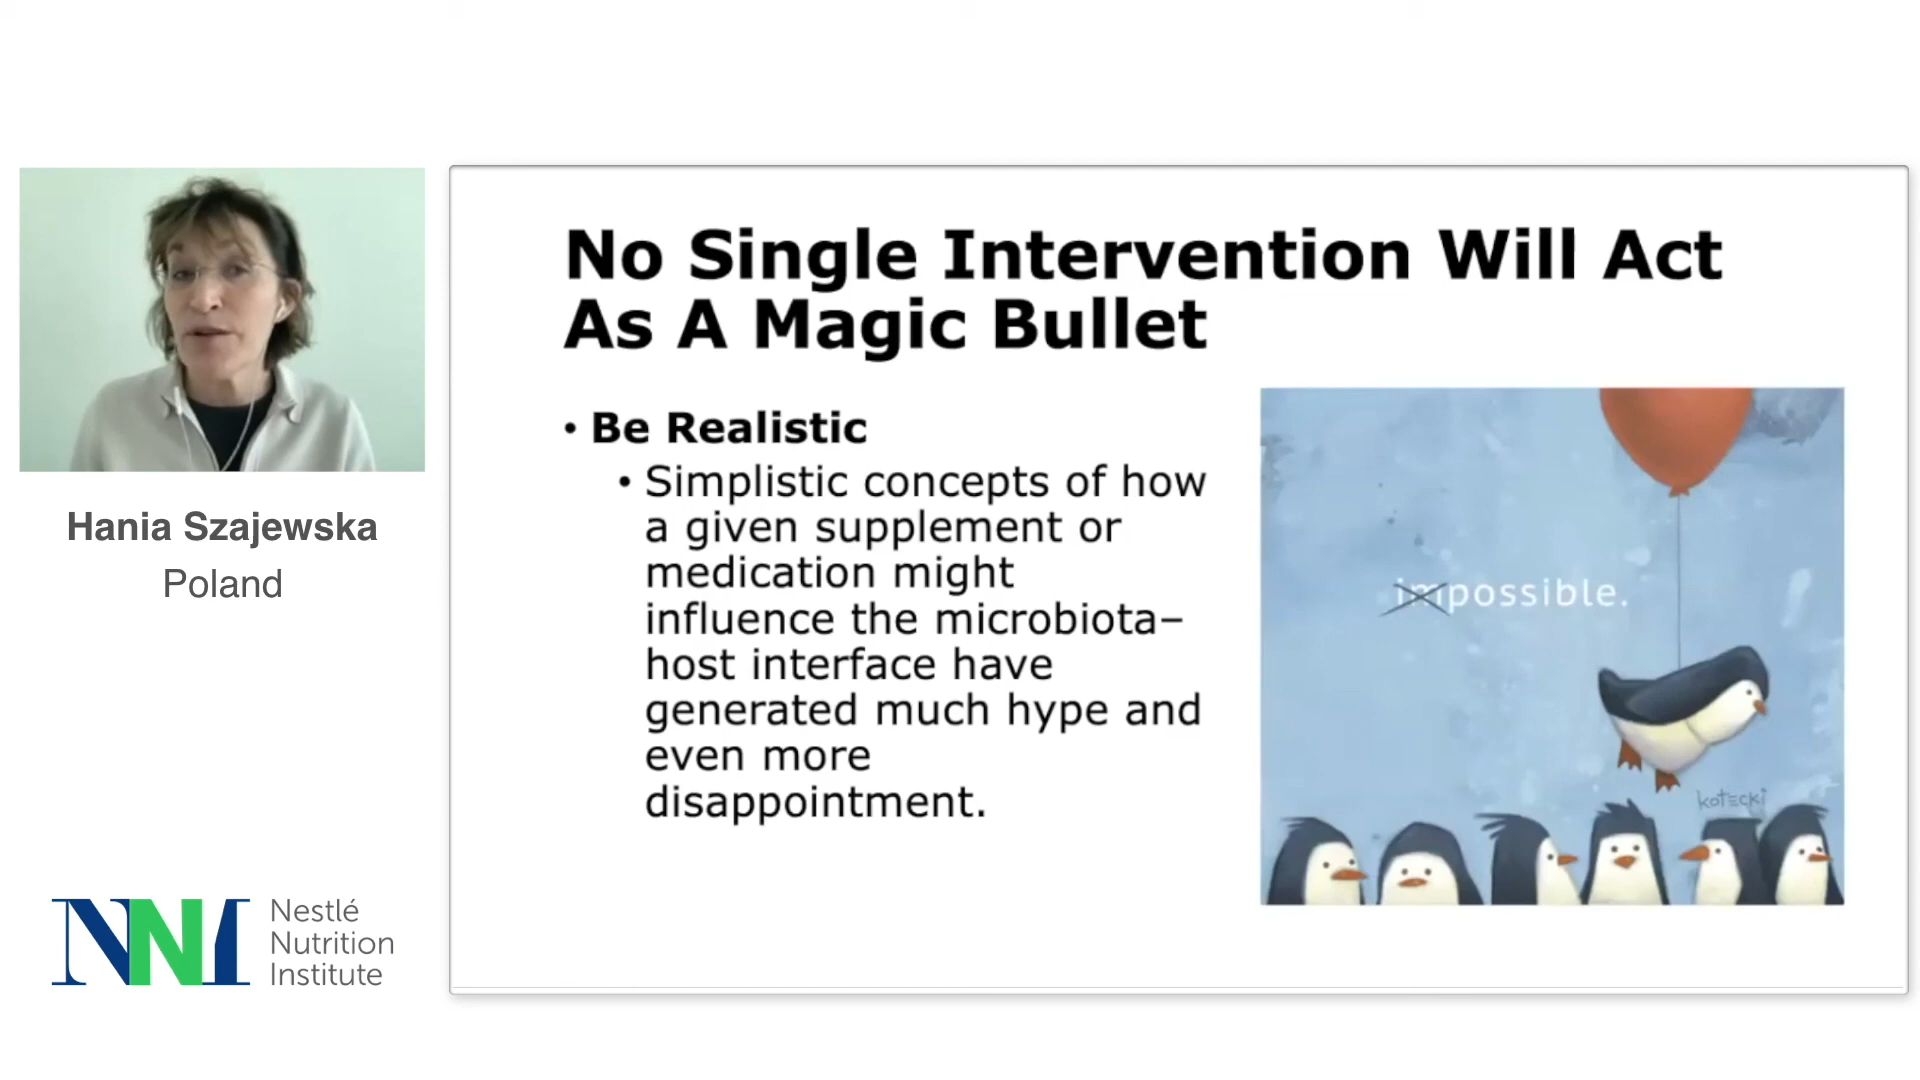 No Single Intervention Will Act
As A Magic Bullet
• Be Realistic
• Simplistic concepts of how
a given supplement or
medication might
influence the microbiota–
host interface have
generated much hype and
even more
disappointment.
impossible.
kotecki
Hania Szajewska
Poland
NNI
Nestlé
Nutrition
Institute